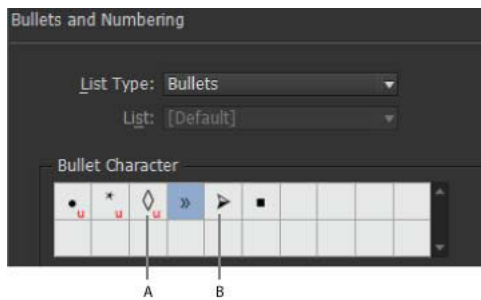 Bullets and Numbering
List Type: Bullets
List: [Default]
Bullet Character
• u * u ◊ u » ➢ ▪
A B